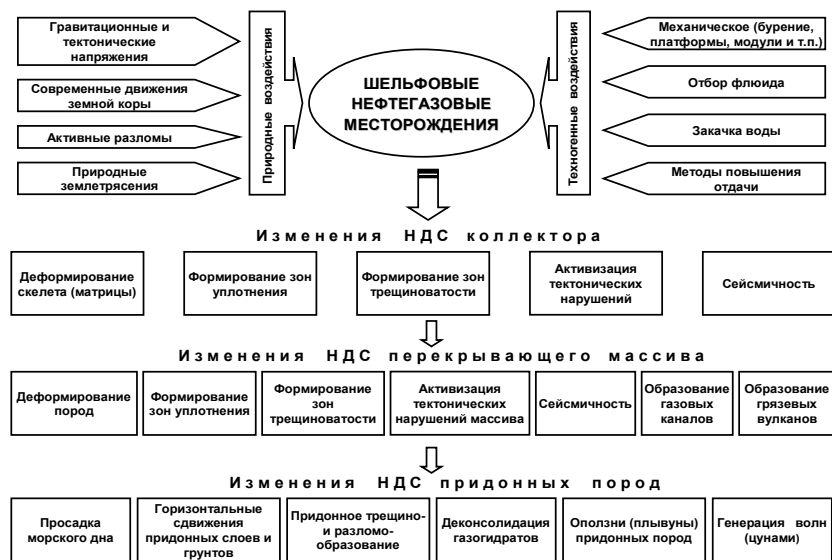 Гравитационные и
тектонические
напряжения
Современные движения
земной коры
Активные разломы
Природные
землетрясения
Природные воздействия
ШЕЛЬФОВЫЕ
НЕФТЕГАЗОВЫЕ
МЕСТОРОЖДЕНИЯ
Техногенные воздействия
Механическое (бурение,
платформы, модули и т.п.)
Отбор флюида
Закачка воды
Методы повышения
отдачи
Изменения НДС коллектора
Деформирование
скелета (матрицы)
Формирование зон
уплотнения
Формирование зон
трещиноватости
Активизация
тектонических
нарушений
Сейсмичность
Изменения НДС перекрывающего массива
Деформирование
пород
Формирование
зон уплотнения
Формирование
зон
трещиноватости
Активизация
тектонических
нарушений массива
Сейсмичность
Образование
газовых
каналов
Образование
грязевых
вулканов
Изменения НДС придонных пород
Просадка
морского дна
Горизонтальные
сдвижения
придонных слоев и
грунтов
Придонное трещино-
и разломо-
образование
Деконсолидация
газогидратов
Оползни (плывуны)
придонных пород
Генерация волн
(цунами)